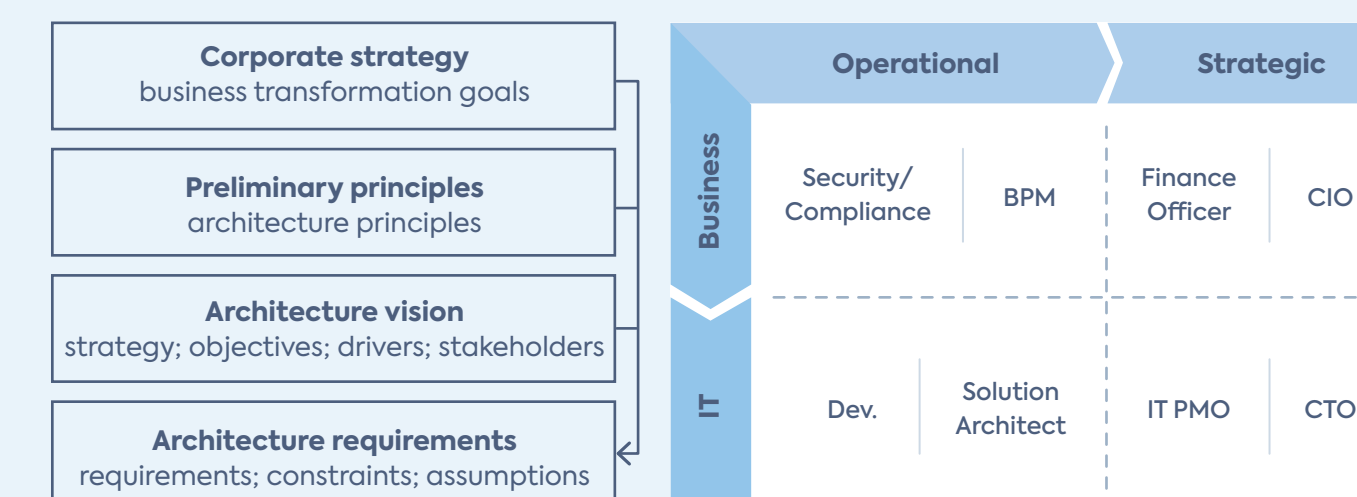 Corporate strategy
business transformation goals
Preliminary principles
architecture principles
Architecture vision
strategy; objectives; drivers; stakeholders
Architecture requirements
requirements; constraints; assumptions
Operational
Strategic
Business
Security/
Compliance
BPM
Finance
Officer
CIO
IT
Dev.
Solution
Architect
IT PMO
CTO